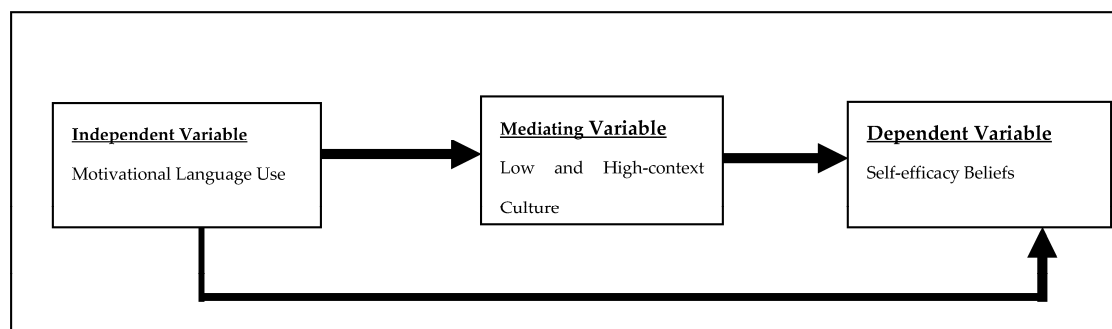 Independent Variable
Motivational Language Use
Mediating Variable
Low and High-context
Culture
Dependent Variable
Self-efficacy Beliefs